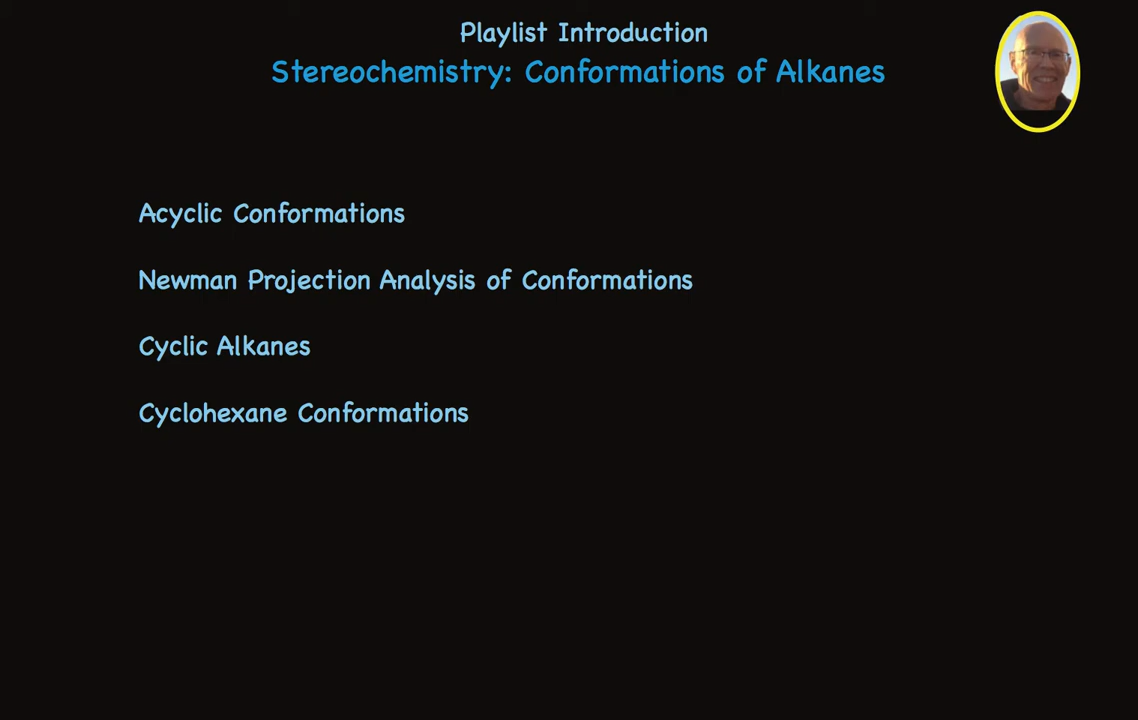 Playlist Introduction
Stereochemistry: Conformations of Alkanes
Acyclic Conformations
Newman Projection Analysis of Conformations
Cyclic Alkanes
Cyclohexane Conformations